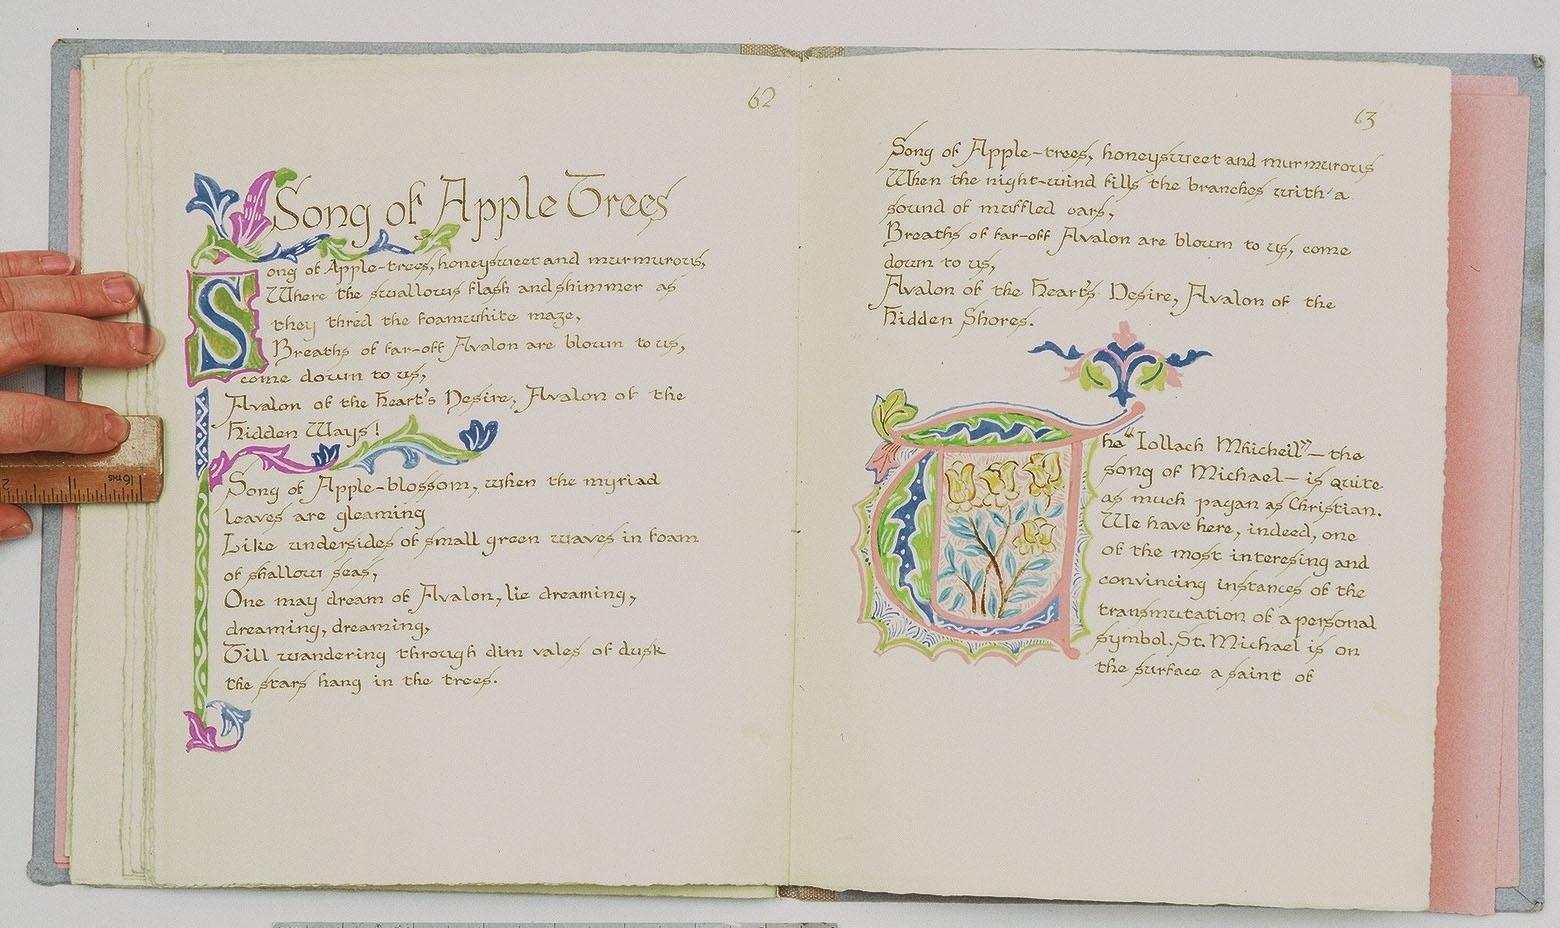 62
Song of Apple Trees
Song of Apple-trees, honeysweet and murmurous,
Where the swallows flash and shimmer as
they thred the foamwhite maze,
Breaths of far-off Avalon are blown to us,
come down to us,
Avalon of the Heart's Desire, Avalon of the
Hidden Ways!
Song of Apple-blossom, when the myriad
leaves are gleaming
Like undersides of small green waves in foam
of shallow seas,
One may dream of Avalon, lie dreaming,
dreaming, dreaming,
Till wandering through dim vales of dusk
the stars hang in the trees.
63
Song of Apple-trees, honeysweet and murmurous
When the night-wind fills the branches with a
sound of muffled oars,
Breaths of far-off Avalon are blown to us, come
down to us,
Avalon of the Heart's Desire, Avalon of the
Hidden Shores.
The "Iollach Mhicheil" — the
song of Michael — is quite
as much pagan as Christian.
We have here, indeed, one
of the most interesing and
convincing instances of the
transmutation of a personal
symbol. St. Michael is on
the surface a saint of
2 1 16THS